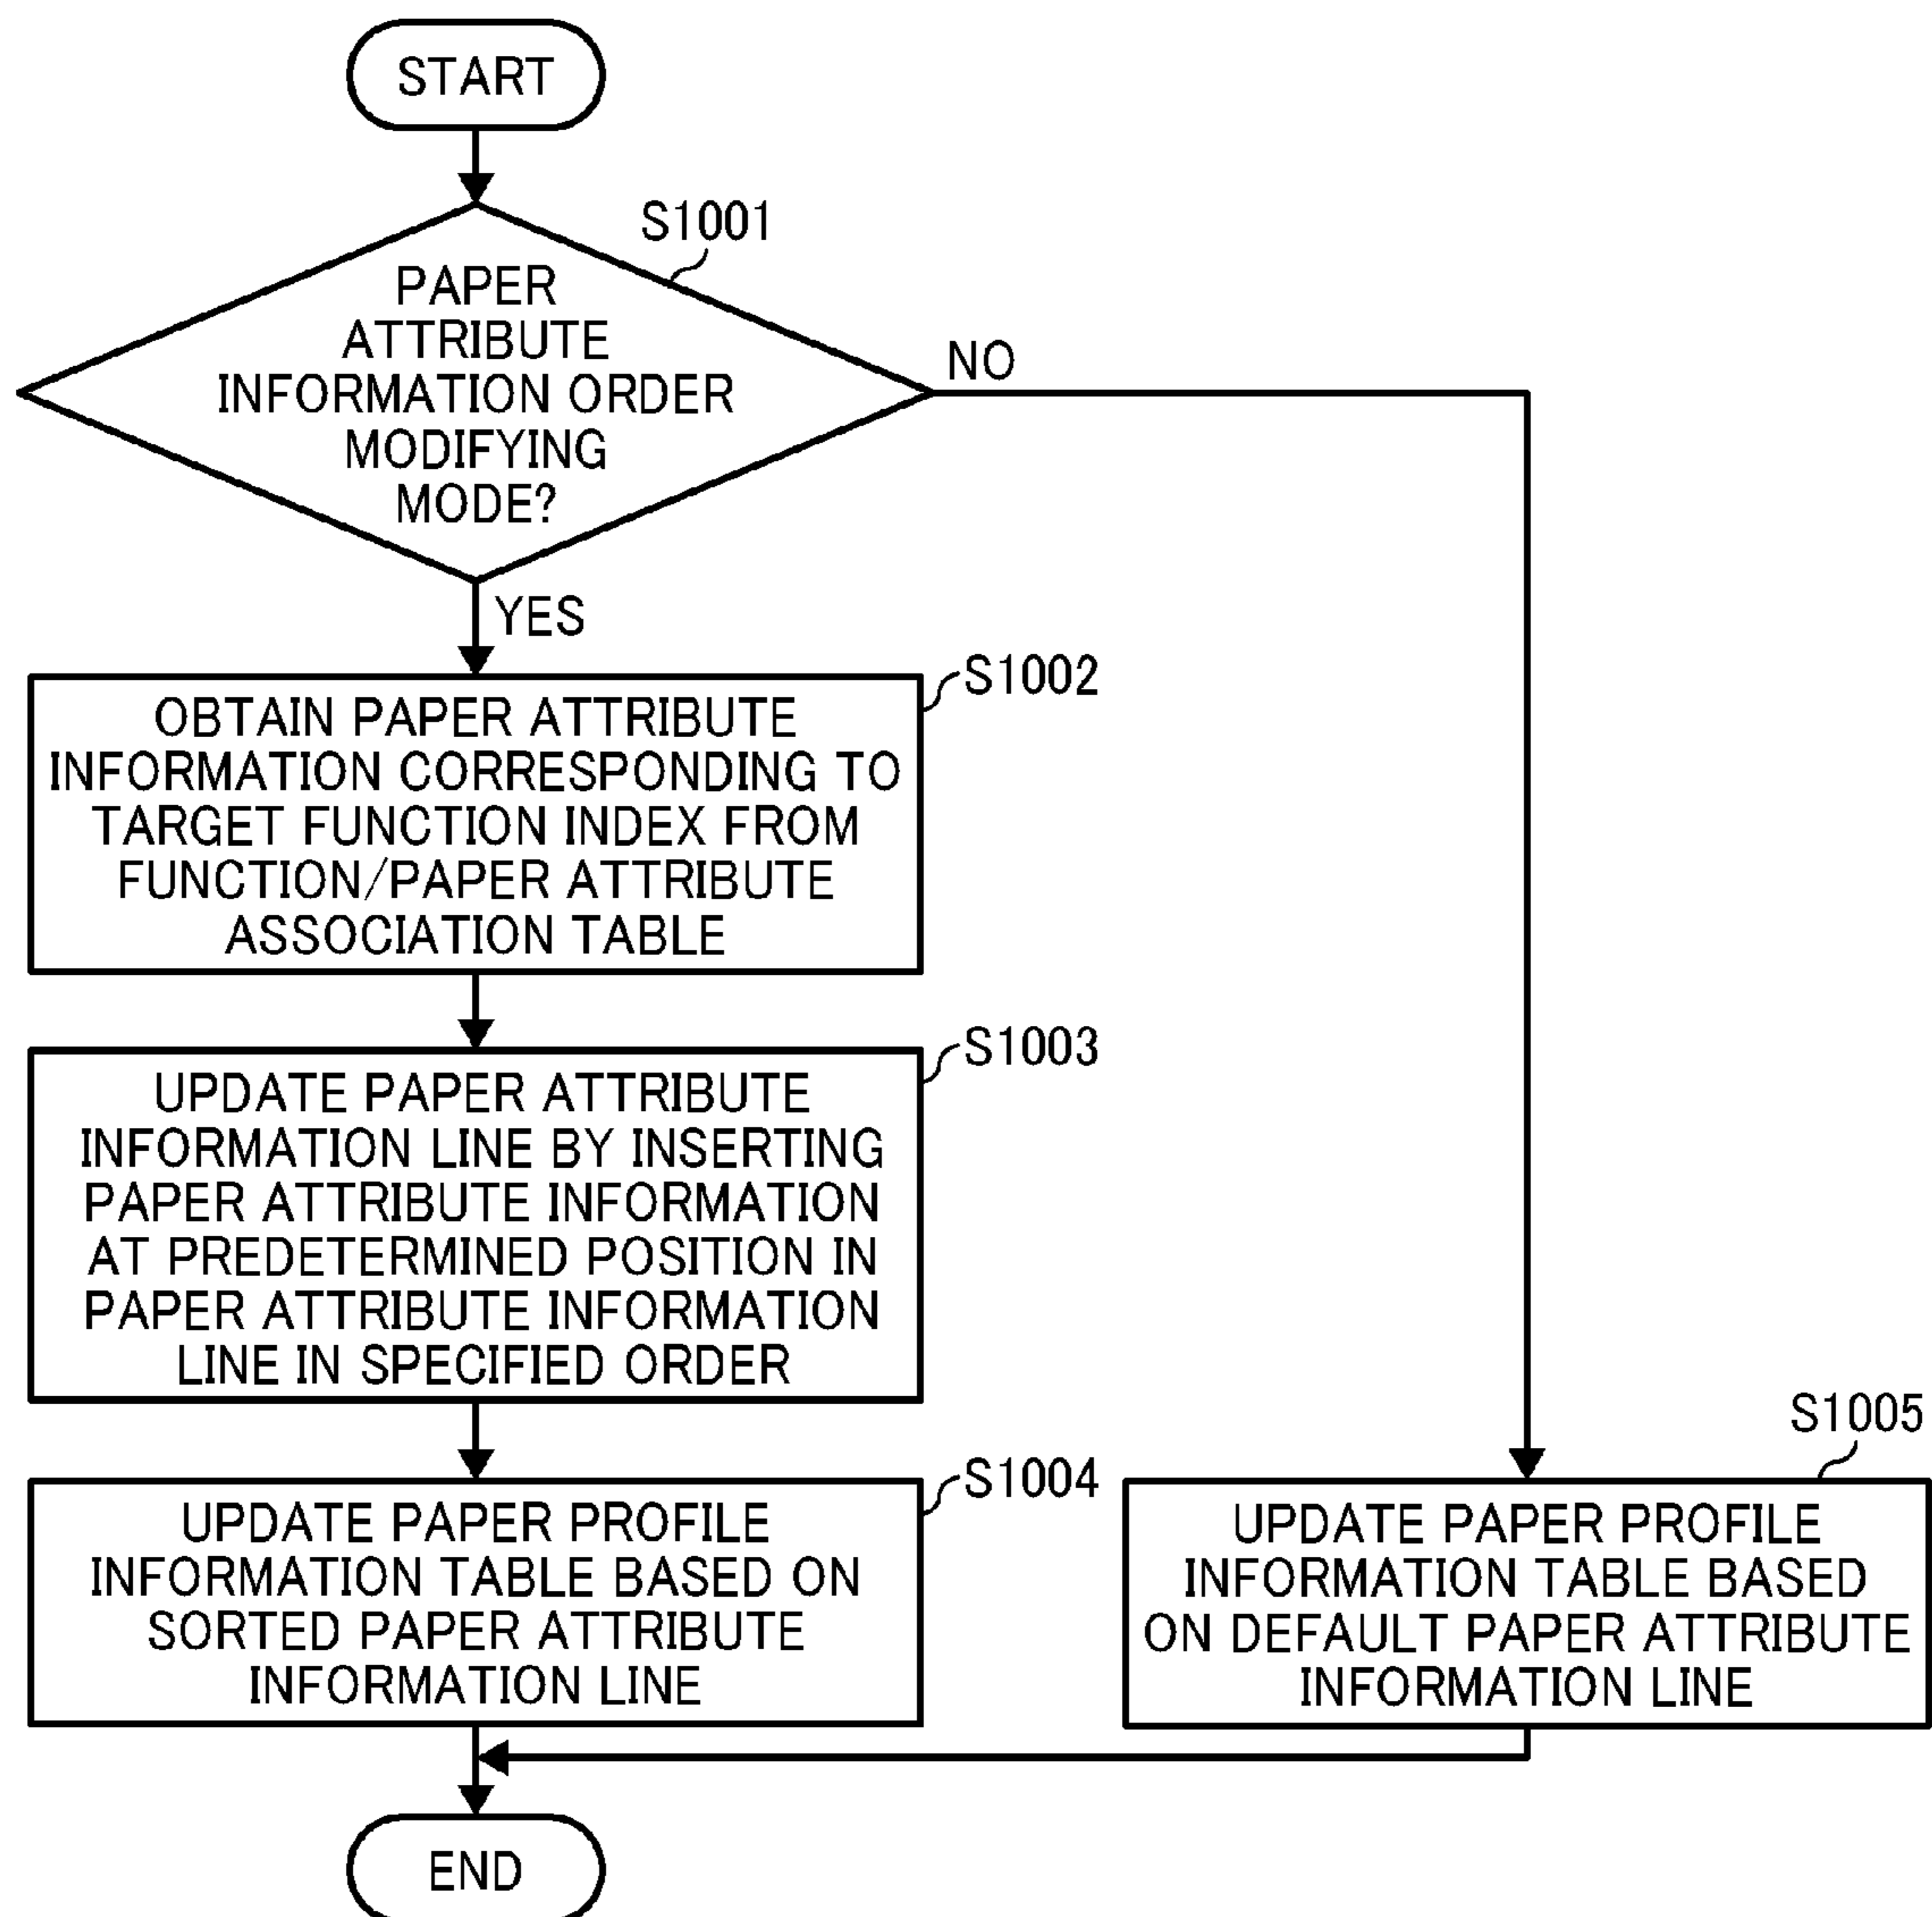 START
S1001
PAPER
ATTRIBUTE
INFORMATION ORDER
MODIFYING
MODE?
NO
YES
S1002
OBTAIN PAPER ATTRIBUTE
INFORMATION CORRESPONDING TO
TARGET FUNCTION INDEX FROM
FUNCTION/PAPER ATTRIBUTE
ASSOCIATION TABLE
S1003
UPDATE PAPER ATTRIBUTE
INFORMATION LINE BY INSERTING
PAPER ATTRIBUTE INFORMATION
AT PREDETERMINED POSITION IN
PAPER ATTRIBUTE INFORMATION
LINE IN SPECIFIED ORDER
S1004
UPDATE PAPER PROFILE
INFORMATION TABLE BASED ON
SORTED PAPER ATTRIBUTE
INFORMATION LINE
S1005
UPDATE PAPER PROFILE
INFORMATION TABLE BASED
ON DEFAULT PAPER ATTRIBUTE
INFORMATION LINE
END